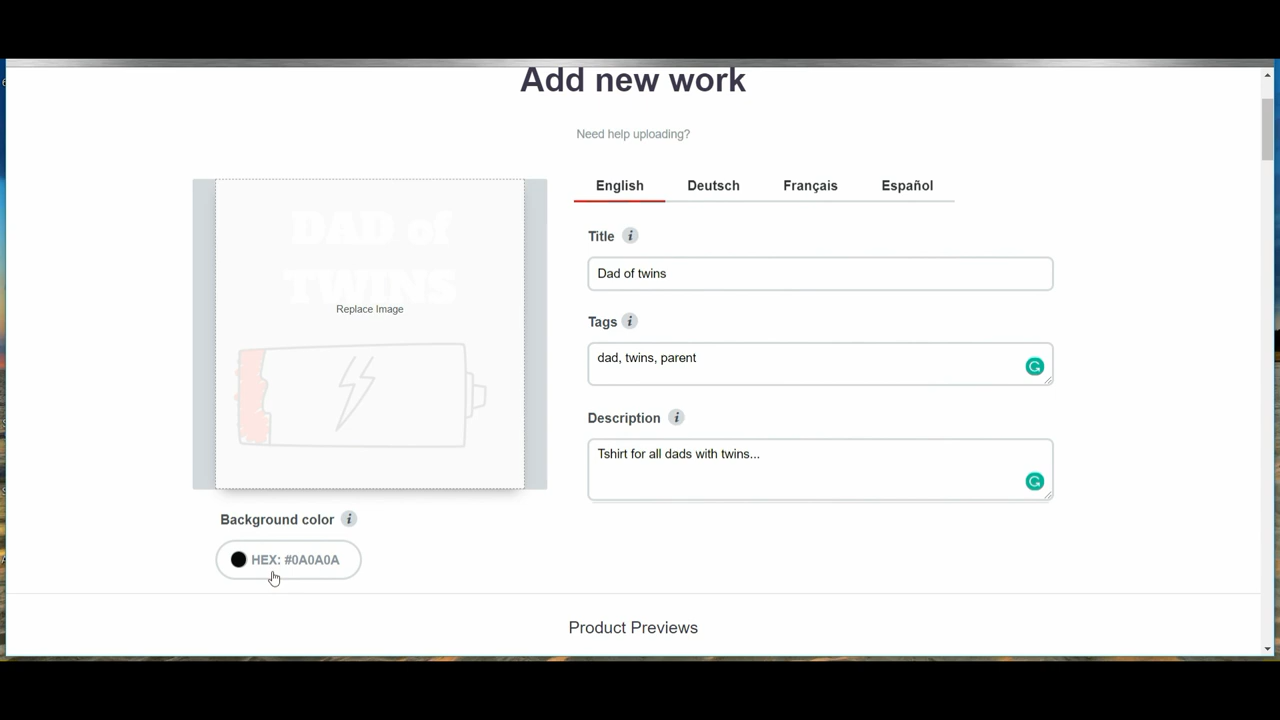 Add new work
Need help uploading?
English Deutsch Français Español
DAD of
TWINS
Replace Image
Title i
Dad of twins
Tags i
dad, twins, parent
Description i
Tshirt for all dads with twins...
Background color i
HEX: #0A0A0A
Product Previews